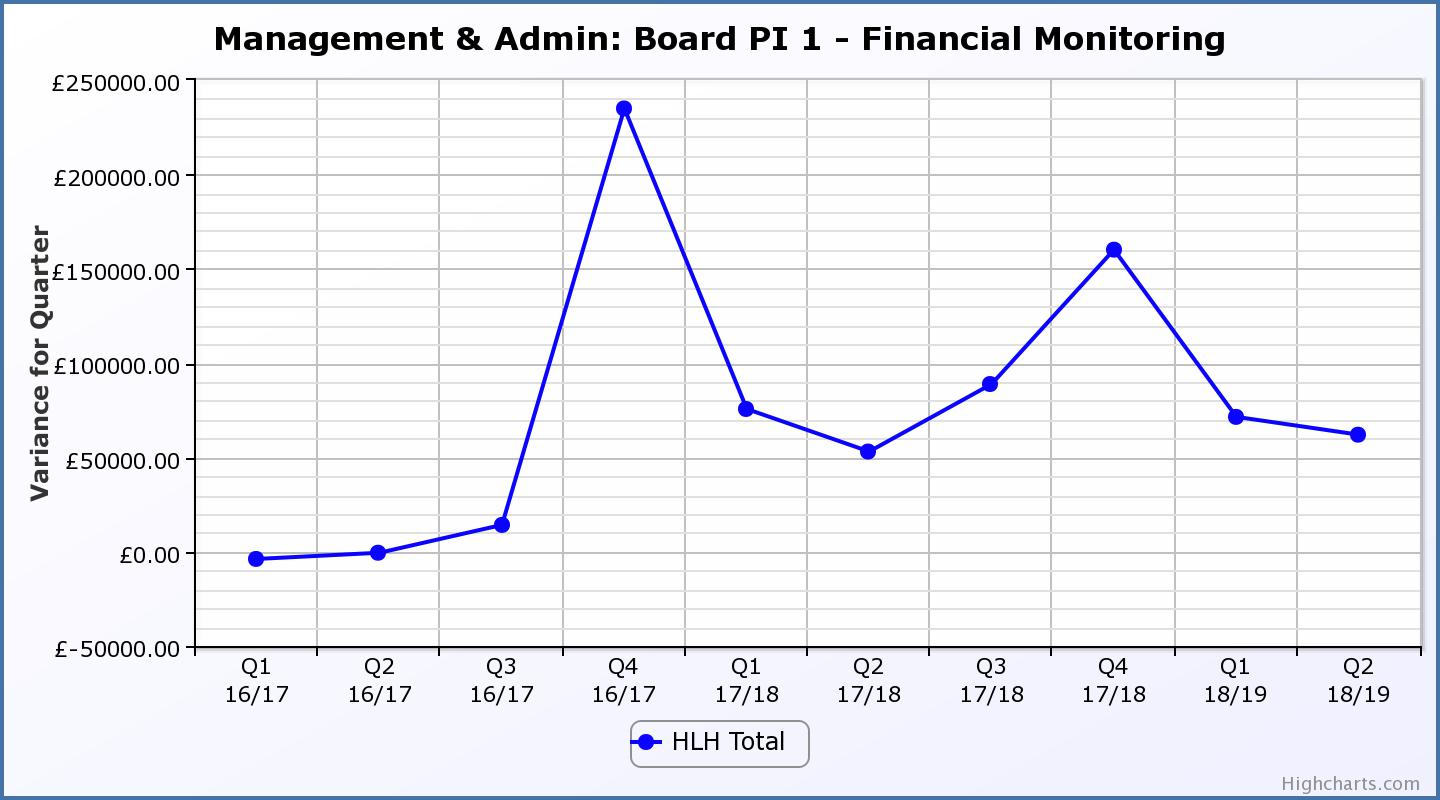 Management & Admin: Board PI 1 - Financial Monitoring
Variance for Quarter
£250000.00
£200000.00
£150000.00
£100000.00
£50000.00
£0.00
£-50000.00
Q1 Q2 Q3 Q4 Q1 Q2 Q3 Q4 Q1 Q2
16/17 16/17 16/17 16/17 17/18 17/18 17/18 17/18 18/19 18/19
HLH Total
Highcharts.com